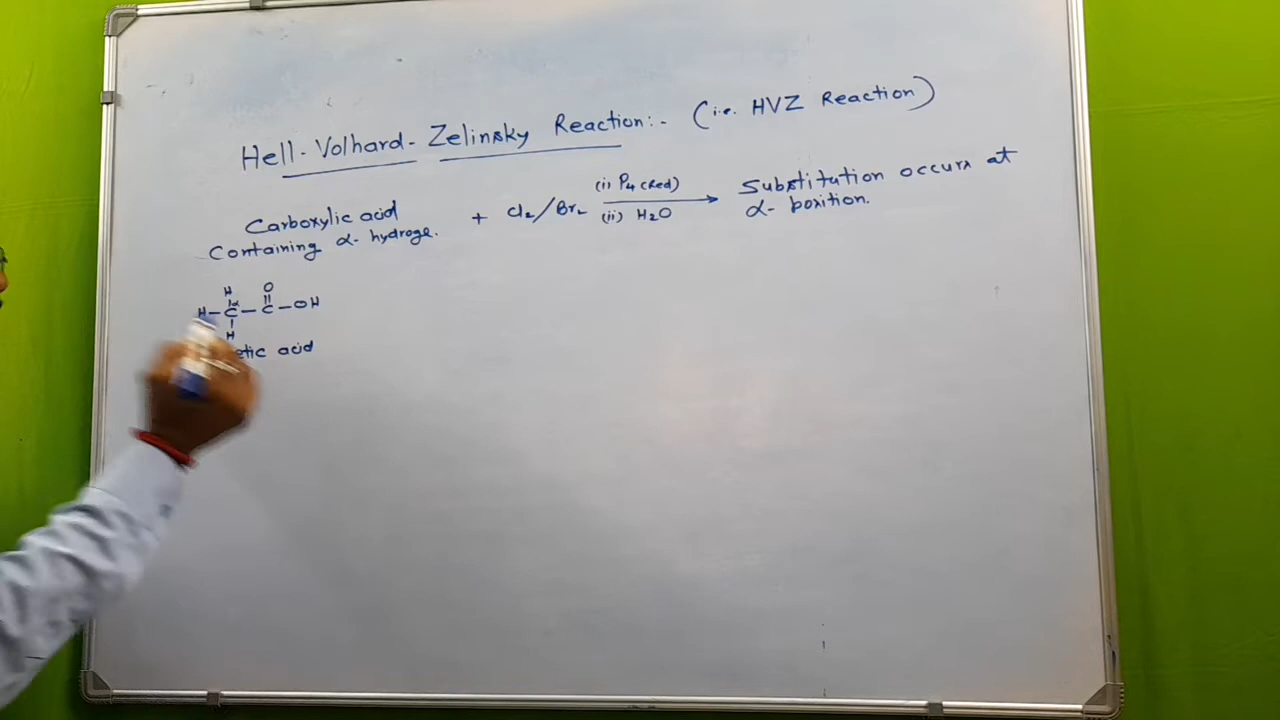 Hell-Volhard-Zelinsky Reaction:- (i.e. HVZ Reaction)
Carboxylic acid
Containing α- hydroge.
+ Cl2/Br2
(i) P4 (Red)
(ii) H2O
Substitution occurs at
α- position.
H O
H-C α-C-OH
H
etic acid